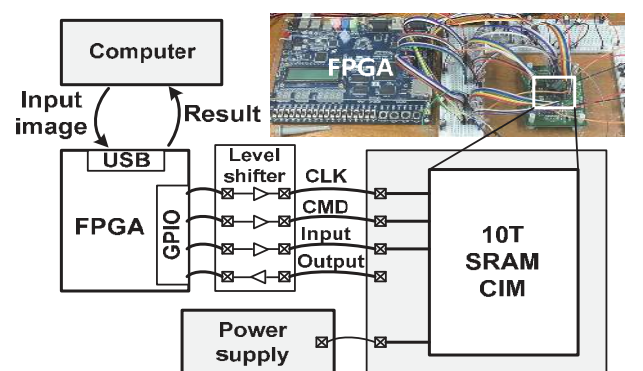 Computer
FPGA
Input
image
Result
USB
Level
shifter
FPGA
GPIO
CLK
CMD
Input
Output
10T
SRAM
CIM
Power
supply